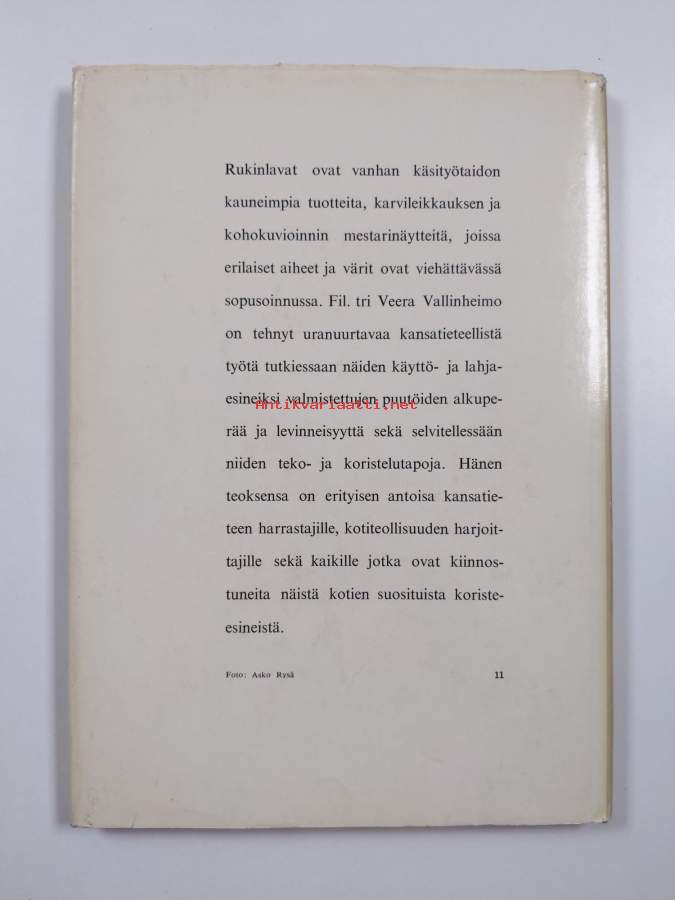 Rukinlavat ovat vanhan käsityötaidon
kauneimpia tuotteita, karvileikkauksen ja
kohokuvioinnin mestarinäytteitä, joissa
erilaiset aiheet ja värit ovat viehättävässä
sopusoinnussa. Fil. tri Veera Vallinheimo
on tehnyt uranuurtavaa kansatieteellistä
työtä tutkiessaan näiden käyttö- ja lahja-
esineiksi valmistettujen puutöiden alkupe-
Antikvariaatti.net
rää ja levinneisyyttä sekä selvitellessään
niiden teko- ja koristelutapoja. Hänen
teoksensa on erityisen antoisa kansatie-
teen harrastajille, kotiteollisuuden harjoit-
tajille sekä kaikille jotka ovat kiinnos-
tuneita näistä kotien suosituista koriste-
esineistä.
Foto: Asko Rysä 11